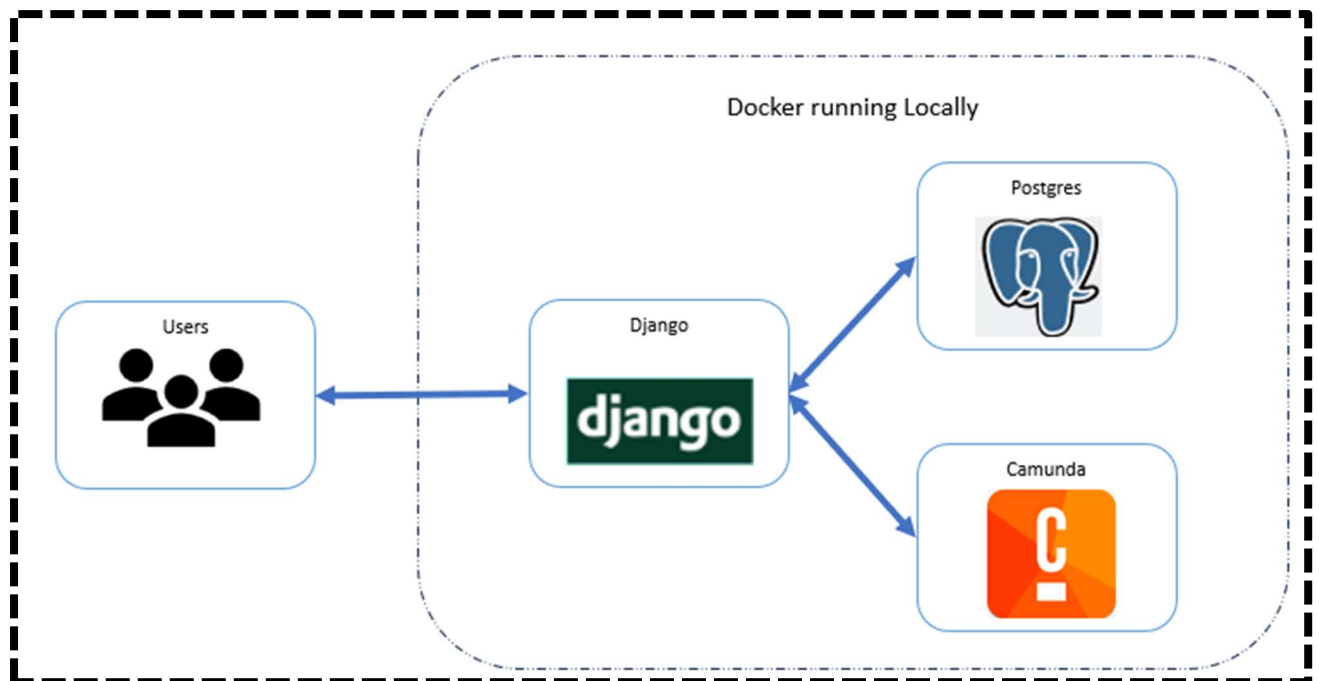 Docker running Locally
Postgres
Users
Django
django
Camunda
C